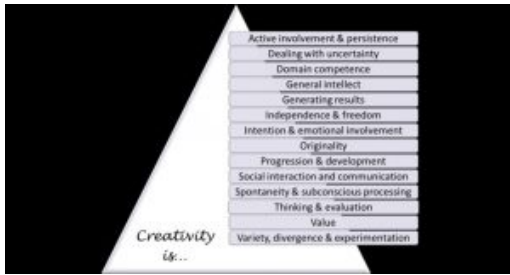 Active involvement & persistence
Dealing with uncertainty
Domain competence
General intellect
Generating results
Independence & freedom
Intention & emotional involvement
Originality
Progression & development
Social interaction and communication
Spontaneity & subconscious processing
Thinking & evaluation
Value
Variety, divergence & experimentation
Creativity
is...